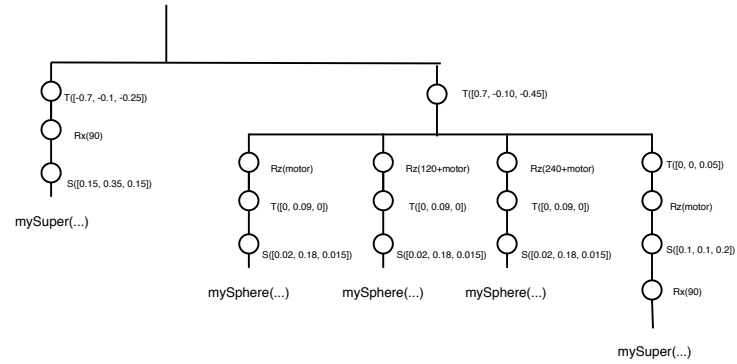 T([-0.7, -0.1, -0.25])
T([0.7, -0.10, -0.45])
Rx(90)
S([0.15, 0.35, 0.15])
mySuper(...)
Rz(motor)
Rz(120+motor)
Rz(240+motor)
T([0, 0, 0.05])
T([0, 0.09, 0])
T([0, 0.09, 0])
T([0, 0.09, 0])
Rz(motor)
S([0.02, 0.18, 0.015])
S([0.02, 0.18, 0.015])
S([0.02, 0.18, 0.015])
S([0.1, 0.1, 0.2])
mySphere(...)
mySphere(...)
mySphere(...)
Rx(90)
mySuper(...)